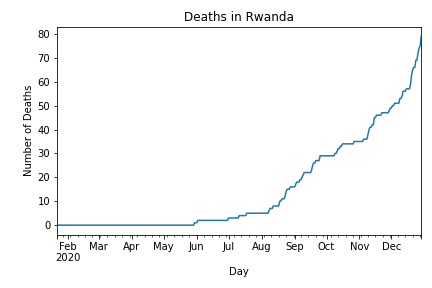 Deaths in Rwanda
80
70
60
50
40
30
20
10
0
Number of Deaths
Feb Mar Apr May Jun Jul Aug Sep Oct Nov Dec
2020
Day